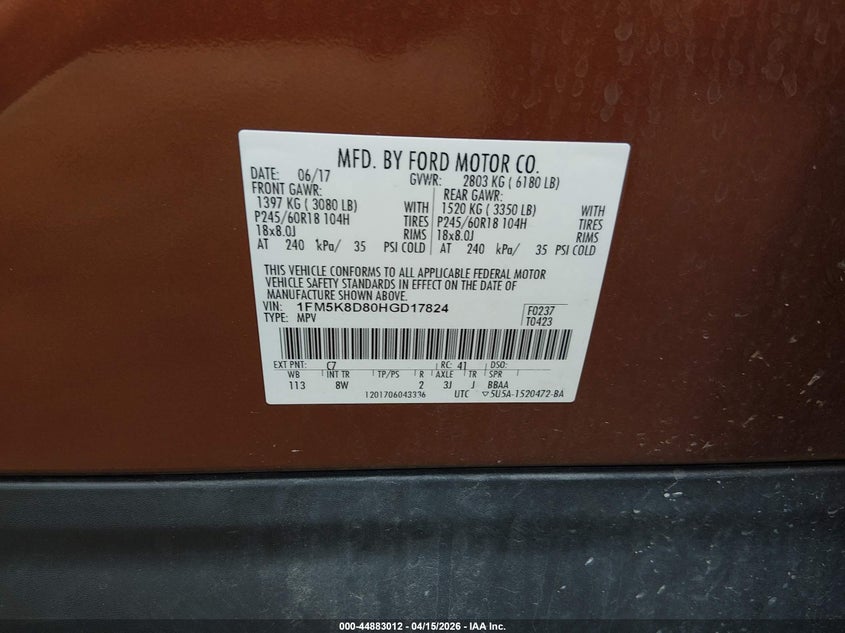 MFD. BY FORD MOTOR CO.
DATE: 06/17 GVWR: 2803 KG ( 6180 LB)
FRONT GAWR: REAR GAWR:
1397 KG ( 3080 LB) WITH 1520 KG ( 3350 LB) WITH
P245/60R18 104H TIRES P245/60R18 104H TIRES
18x8.0J RIMS 18x8.0J RIMS
AT 240 kPa/ 35 PSI COLD AT 240 kPa/ 35 PSI COLD
THIS VEHICLE CONFORMS TO ALL APPLICABLE FEDERAL MOTOR
VEHICLE SAFETY STANDARDS IN EFFECT ON THE DATE OF
MANUFACTURE SHOWN ABOVE.
VIN: 1FM5K8D80HGD17824 F0237
TYPE: MPV T0423
EXT PNT: C7 RC: 41 DSO:
WB INT TR TP/PS R AXLE TR SPR
113 8W 2 3J J BBAA
1201706043336 UTC ▽5U5A-1520472-BA
000-44883012 - 04/15/2026 - IAA Inc.